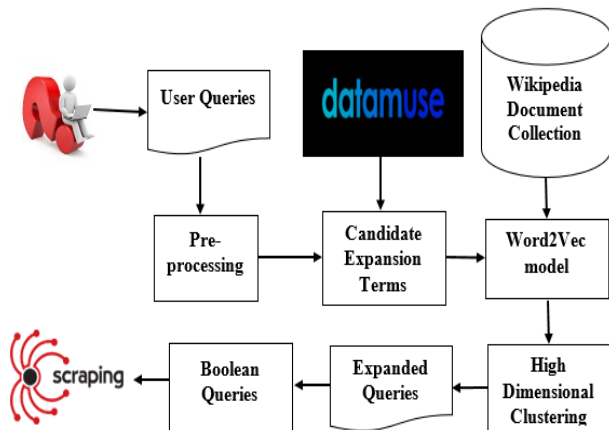 User Queries
datamuse
Wikipedia
Document
Collection
Pre-
processing
Candidate
Expansion
Terms
Word2Vec
model
scraping
Boolean
Queries
Expanded
Queries
High
Dimensional
Clustering